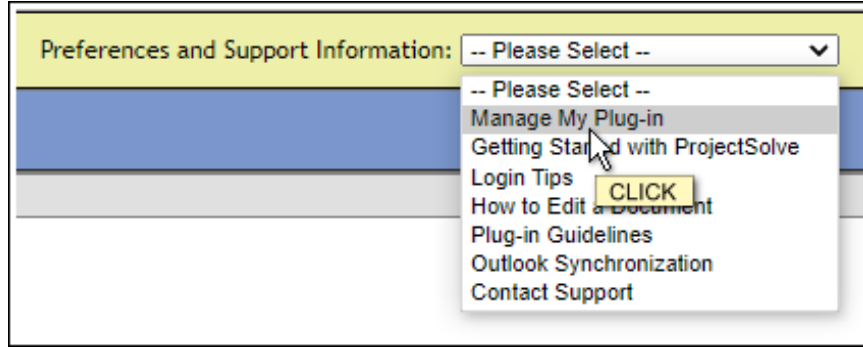 Preferences and Support Information: -- Please Select --
-- Please Select --
Manage My Plug-in
Getting Started with ProjectSolve
Login Tips
CLICK
How to Edit a Document
Plug-in Guidelines
Outlook Synchronization
Contact Support